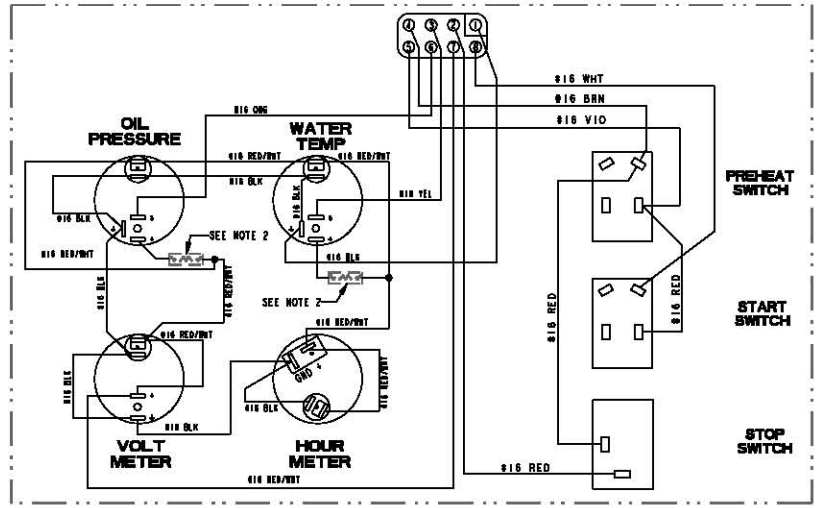 4 3 2 1
5 6 7 8
#16 WHT
#16 BRN
#16 VIO
#16 ORG
OIL
PRESSURE
WATER
TEMP
#16 RED/WHT
#16 RED/WHT
#16 BLK
#16 BLK
#16 YEL
PREHEAT
SWITCH
#16 BLK
S
S
SEE NOTE 2
#16 RED/WHT
#16 BLK
#16 BLK
#16 RED/WHT
SEE NOTE 2
#16 RED
#16 RED
START
SWITCH
#16 RED/WHT
#16 RED/WHT
GND
#16 BLK
#16 RED/WHT
#16 BLK
#16 BLK
VOLT
METER
HOUR
METER
STOP
SWITCH
#16 RED
#16 RED/WHT